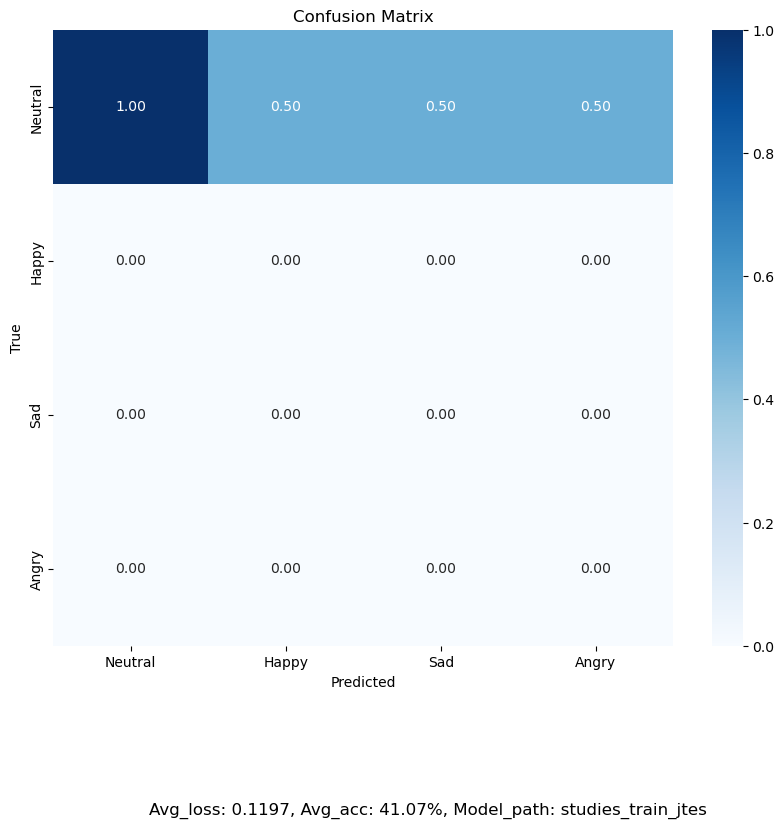 Confusion Matrix
1.0
Neutral 1.00 0.50 0.50 0.50
0.8
Happy 0.00 0.00 0.00 0.00
0.6
True
0.4
Sad 0.00 0.00 0.00 0.00
0.2
Angry 0.00 0.00 0.00 0.00
0.0
Neutral Happy Sad Angry
Predicted
Avg_loss: 0.1197, Avg_acc: 41.07%, Model_path: studies_train_jtes